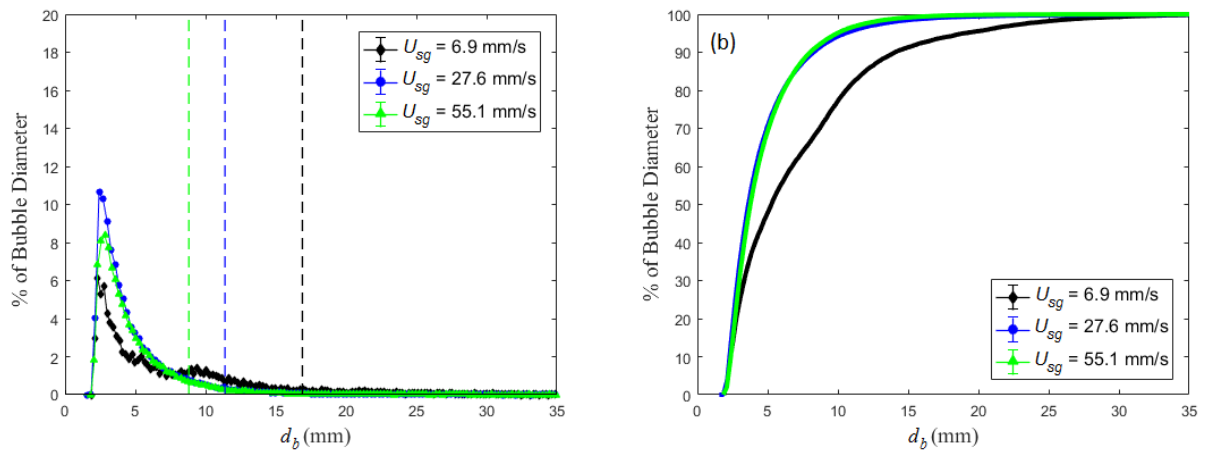 20
18
16
14
12
10
8
6
4
2
0
% of Bubble Diameter
0 5 10 15 20 25 30 35
d_b (mm)
U_sg = 6.9 mm/s
U_sg = 27.6 mm/s
U_sg = 55.1 mm/s
100
90
80
70
60
50
40
30
20
10
0
% of Bubble Diameter
(b)
0 5 10 15 20 25 30 35
d_b (mm)
U_sg = 6.9 mm/s
U_sg = 27.6 mm/s
U_sg = 55.1 mm/s